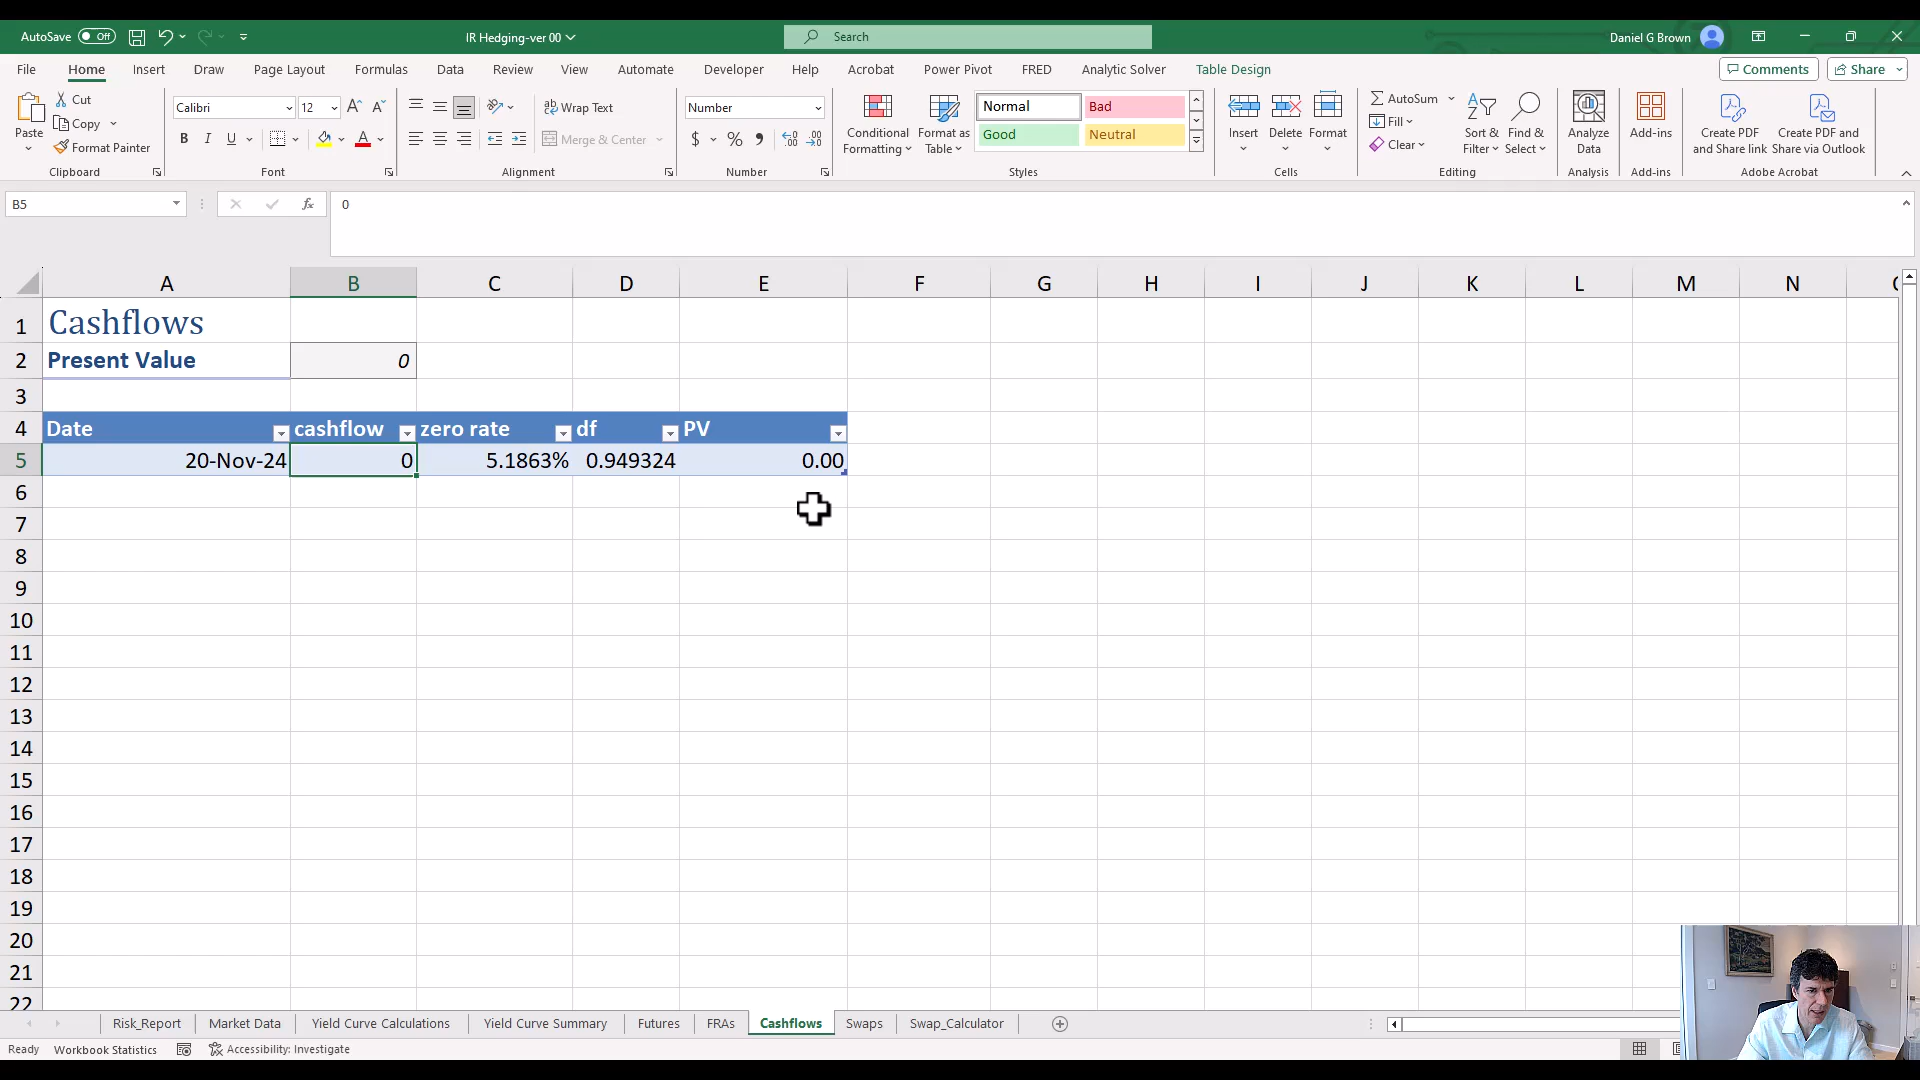 AutoSave Off IR Hedging-ver 00 Search Daniel G Brown
File Home Insert Draw Page Layout Formulas Data Review View Automate Developer Help Acrobat Power Pivot FRED Analytic Solver Table Design Comments Share
Paste
Cut
Copy
Format Painter
Clipboard
Calibri 12 A^ A˅
B I U A
Font
ab Wrap Text
Merge & Center
Alignment
Number
$ % , .00
Number
Conditional Formatting
Format as Table
Normal Bad
Good Neutral
Styles
Insert Delete Format
Cells
AutoSum
Fill
Clear
Sort & Filter
Find & Select
Editing
Analyze Data
Analysis
Add-ins
Add-ins
Create PDF and Share link
Create PDF and Share via Outlook
Adobe Acrobat
B5 fx 0
A B C D E F G H I J K L M N
1 Cashflows
2 Present Value 0
3
4 Date cashflow zero rate df PV
5 20-Nov-24 0 5.1863% 0.949324 0.00
6
7
8
9
10
11
12
13
14
15
16
17
18
19
20
21
22
Risk_Report Market Data Yield Curve Calculations Yield Curve Summary Futures FRAs Cashflows Swaps Swap_Calculator
Ready Workbook Statistics Accessibility: Investigate